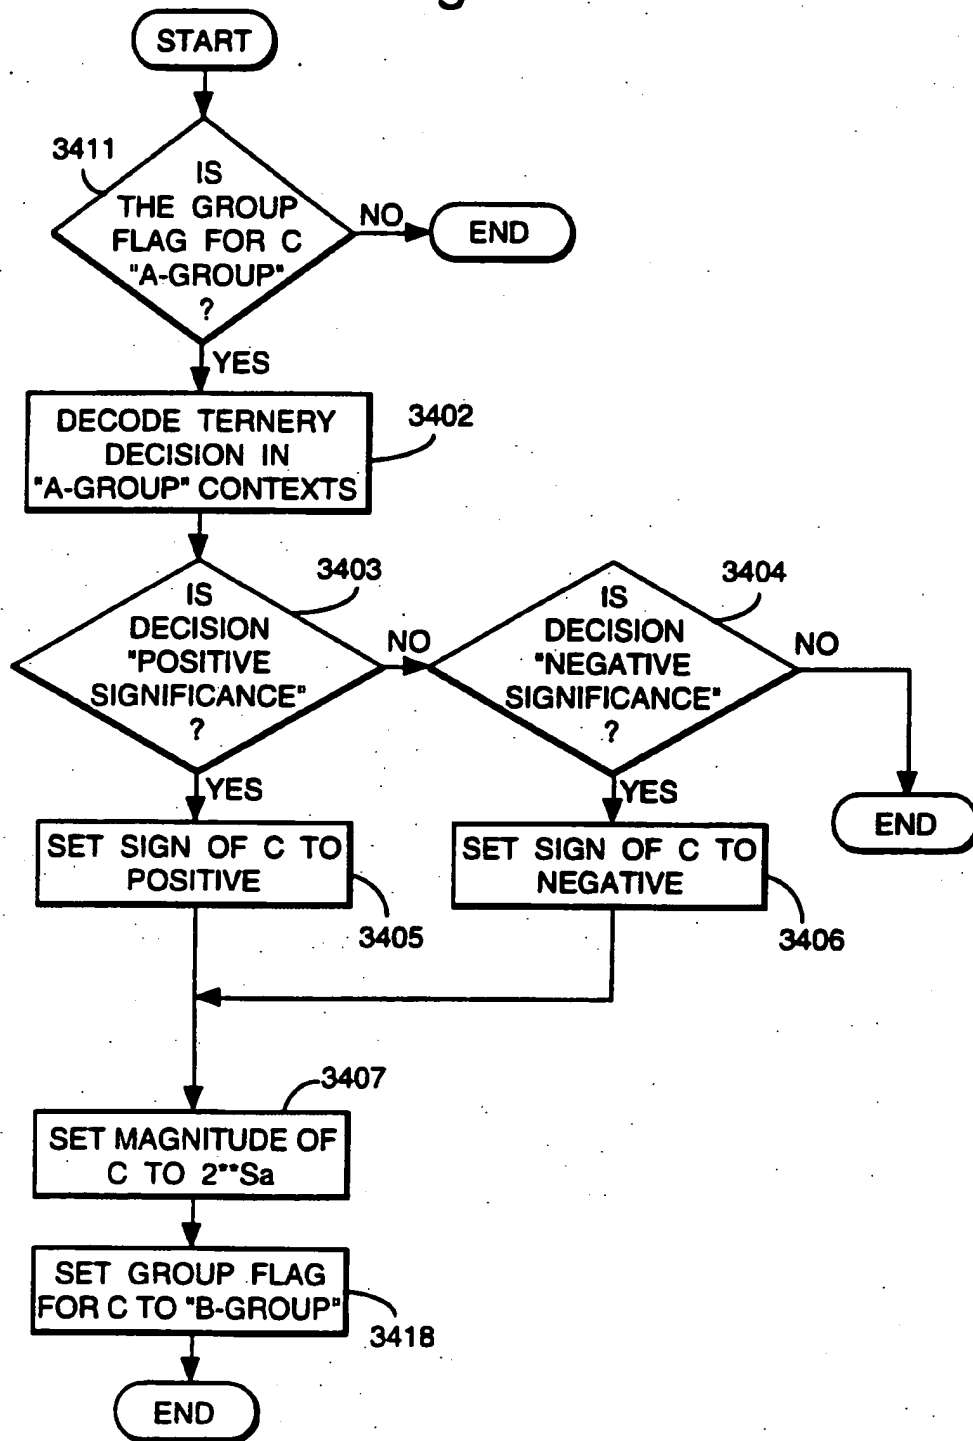 START
3411
IS
THE GROUP
FLAG FOR C
"A-GROUP"
?
NO
END
YES
DECODE TERNERY
DECISION IN
"A-GROUP" CONTEXTS
3402
3403
IS
DECISION
"POSITIVE
SIGNIFICANCE"
?
NO
3404
IS
DECISION
"NEGATIVE
SIGNIFICANCE"
?
NO
YES
YES
END
SET SIGN OF C TO
POSITIVE
3405
SET SIGN OF C TO
NEGATIVE
3406
3407
SET MAGNITUDE OF
C TO 2**Sa
SET GROUP FLAG
FOR C TO "B-GROUP"
3418
END